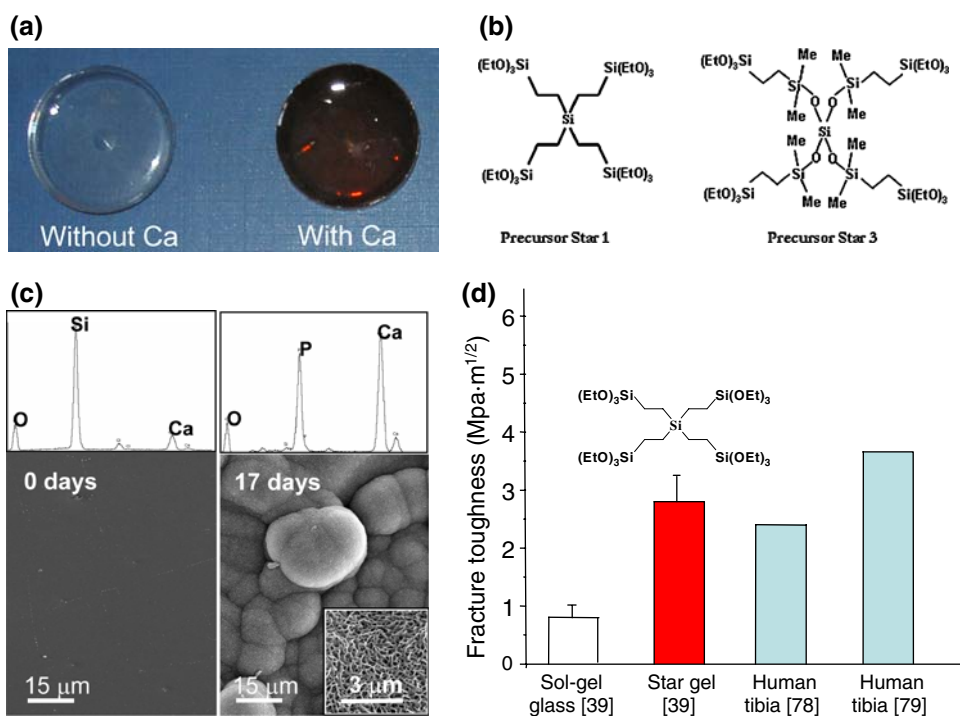 (a)
Without Ca
With Ca
(b)
(EtO)₃Si
Si(EtO)₃
Si
(EtO)₃Si
Si(EtO)₃
Precursor Star 1
(EtO)₃Si
Me
Me
Si(EtO)₃
Si
Si
Me
O
O
Me
Si
Me
O
O
Me
Si
Si
(EtO)₃Si
Me
Me
Si(EtO)₃
Precursor Star 3
(c)
Si
O
Ca
P
Ca
O
0 days
15 μm
17 days
15 μm
3 μm
(d)
Fracture toughness (Mpa·m1/2)
6
5
4
3
2
1
0
(EtO)₃Si
Si(OEt)₃
Si
(EtO)₃Si
Si(OEt)₃
Sol-gel
glass [39]
Star gel
[39]
Human
tibia [78]
Human
tibia [79]